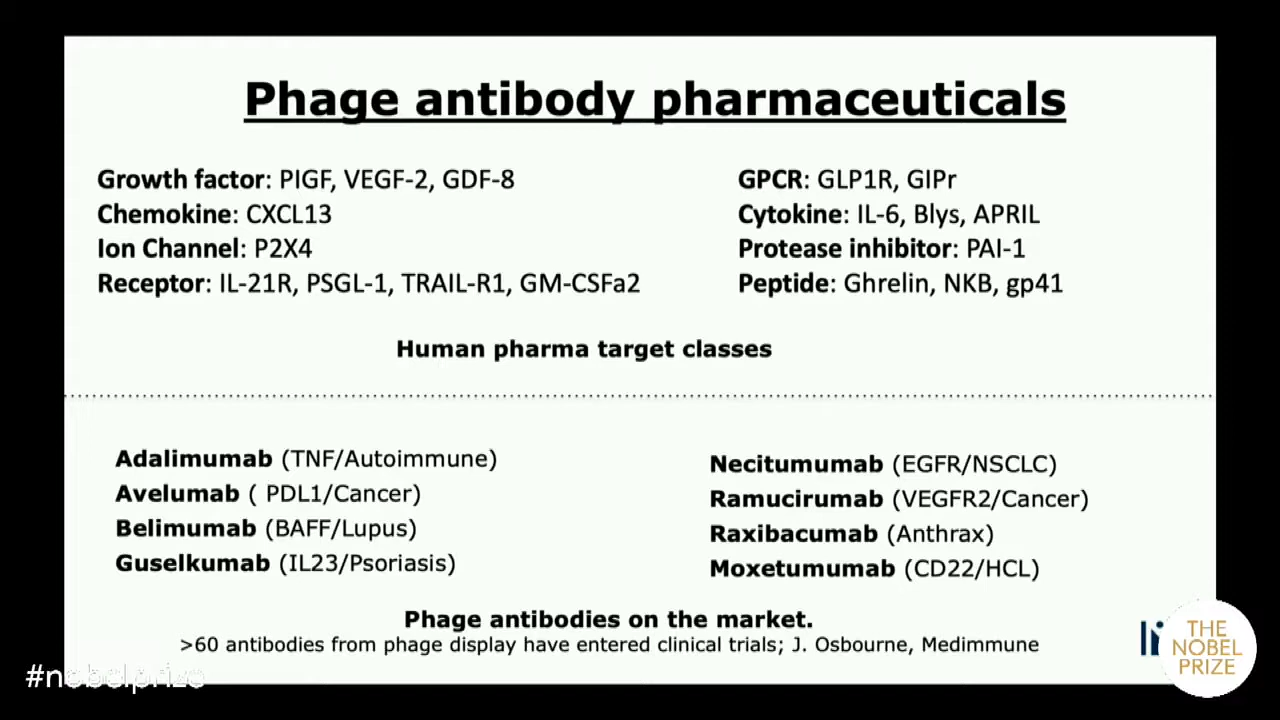 Phage antibody pharmaceuticals
Growth factor: PIGF, VEGF-2, GDF-8
Chemokine: CXCL13
Ion Channel: P2X4
Receptor: IL-21R, PSGL-1, TRAIL-R1, GM-CSFa2
GPCR: GLP1R, GIPr
Cytokine: IL-6, Blys, APRIL
Protease inhibitor: PAI-1
Peptide: Ghrelin, NKB, gp41
Human pharma target classes
Adalimumab (TNF/Autoimmune)
Avelumab ( PDL1/Cancer)
Belimumab (BAFF/Lupus)
Guselkumab (IL23/Psoriasis)
Necitumumab (EGFR/NSCLC)
Ramucirumab (VEGFR2/Cancer)
Raxibacumab (Anthrax)
Moxetumumab (CD22/HCL)
Phage antibodies on the market.
>60 antibodies from phage display have entered clinical trials; J. Osbourne, Medimmune
THE
NOBEL
PRIZE
#nobelprize